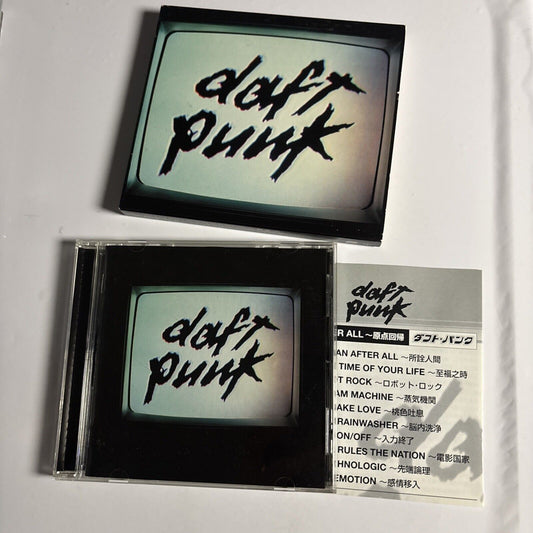 daft
punk
daft
punk
daft
punk
ER ALL ～原点回帰 ダフト・パンク
AN AFTER ALL ～所詮人間
TIME OF YOUR LIFE ～至福之時
OT ROCK ～ロボット・ロック
AM MACHINE ～蒸気機関
AKE LOVE ～桃色吐息
RAINWASHER ～脳内洗浄
ON/OFF ～入力終了
RULES THE NATION ～電影国家
HNOLOGIC ～先端論理
EMOTION ～感情移入